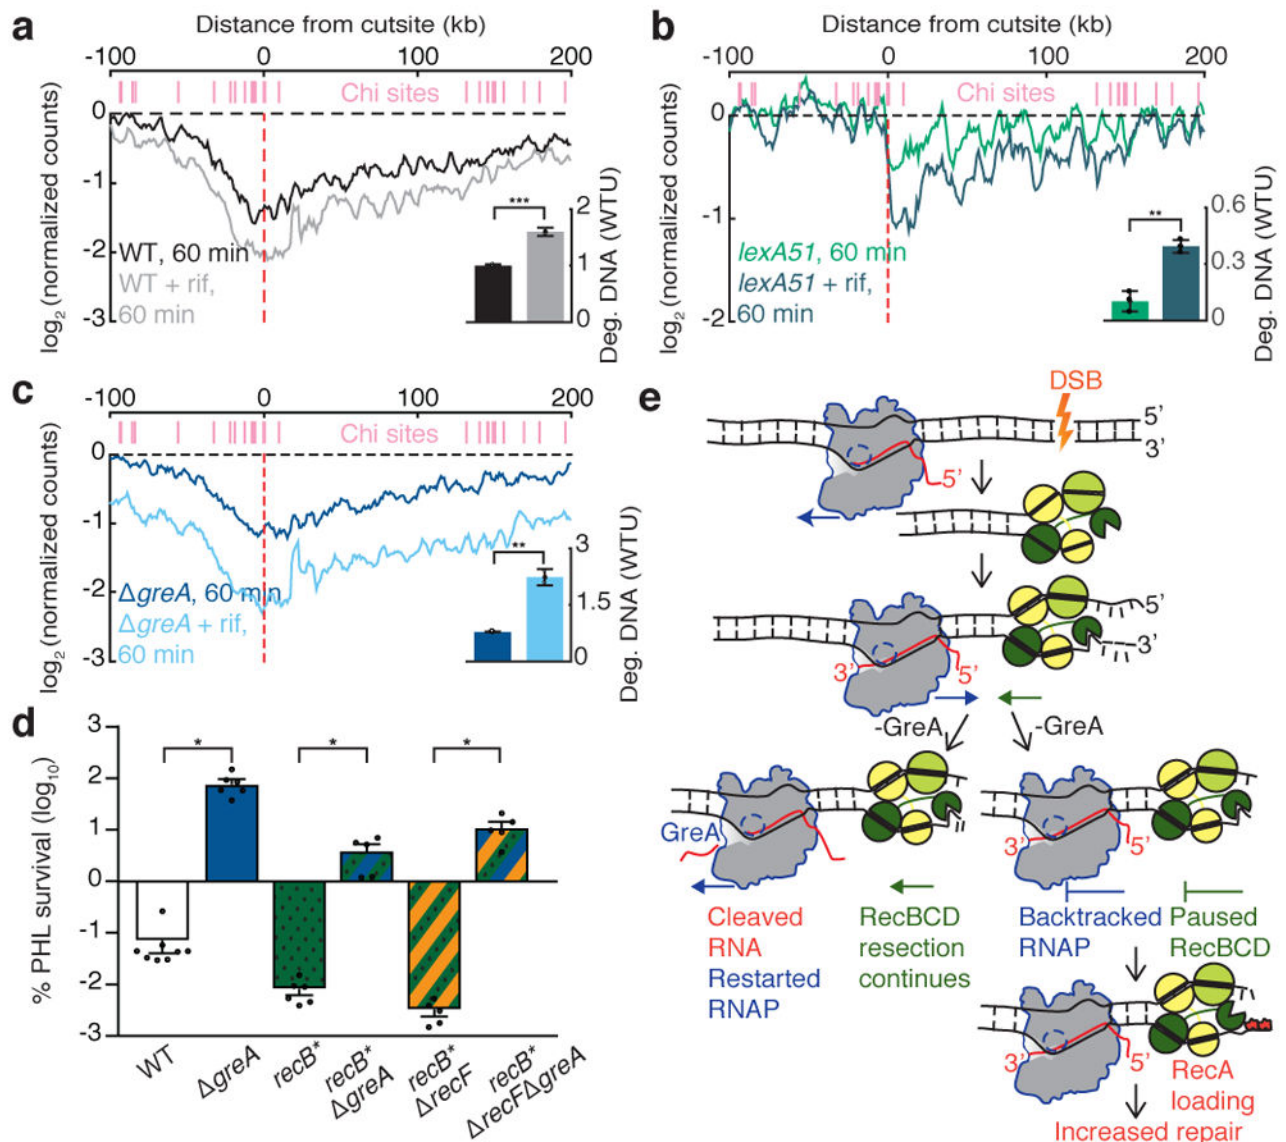 a
Distance from cutsite (kb)
-100
0
100
200
Chi sites
log2 (normalized counts)
0
-1
-2
-3
WT, 60 min
WT + rif,
60 min
***
Deg. DNA (WTU)
2
1
0
b
Distance from cutsite (kb)
-100
0
100
200
Chi sites
log2 (normalized counts)
0
-1
-2
lexA51, 60 min
lexA51 + rif,
60 min
**
Deg. DNA (WTU)
0.6
0.3
0
c
-100
0
100
200
Chi sites
log2 (normalized counts)
0
-1
-2
-3
ΔgreA, 60 min
ΔgreA + rif,
60 min
**
Deg. DNA (WTU)
3
1.5
0
d
% PHL survival (log10)
3
2
1
0
-1
-2
-3
*
*
*
WT
ΔgreA
recB*
recB*
ΔgreA
recB*
ΔrecF
recB*
ΔrecFΔgreA
e
DSB
5’
3’
5’
5’
3’
3’
5’
-GreA
-GreA
GreA
3’
5’
Cleaved
RNA
Restarted
RNAP
RecBCD
resection
continues
Backtracked
RNAP
Paused
RecBCD
3’
5’
RecA
loading
Increased repair